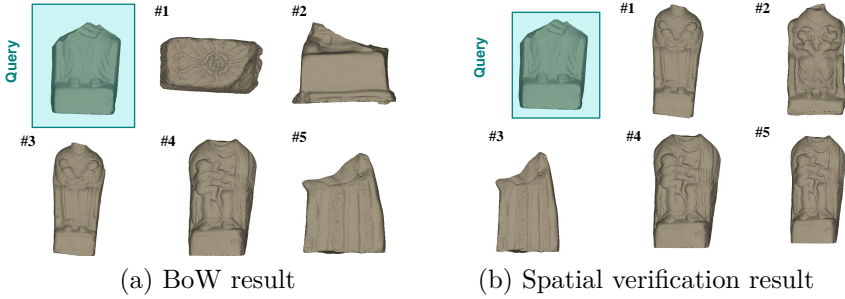 Query
#1
#2
#3
#4
#5
(a) BoW result
Query
#1
#2
#3
#4
#5
(b) Spatial verification result